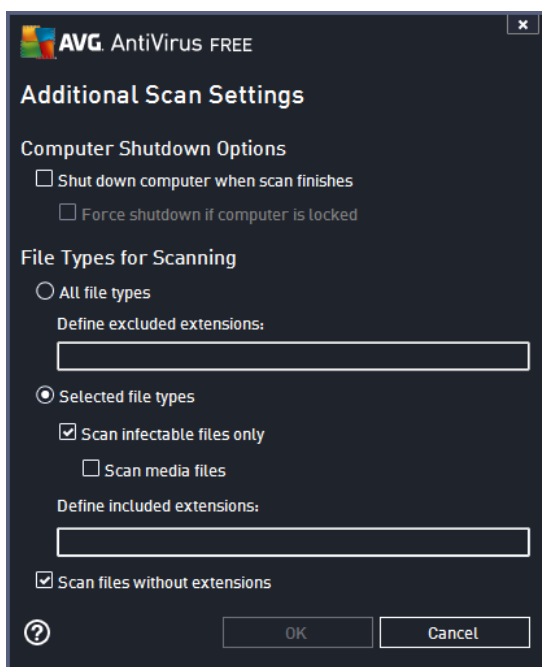 AVG. AntiVirus FREE
Additional Scan Settings
Computer Shutdown Options
Shut down computer when scan finishes
Force shutdown if computer is locked
File Types for Scanning
All file types
Define excluded extensions:
Selected file types
Scan infectable files only
Scan media files
Define included extensions:
Scan files without extensions
OK Cancel